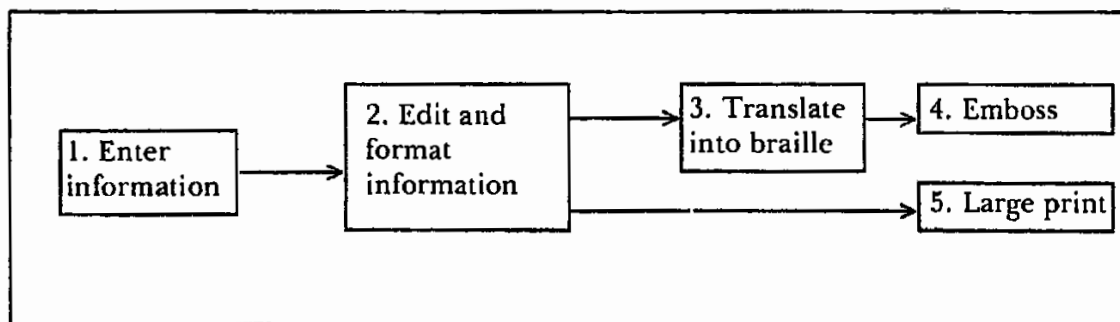 1. Enter
information
2. Edit and
format
information
3. Translate
into braille
4. Emboss
5. Large print